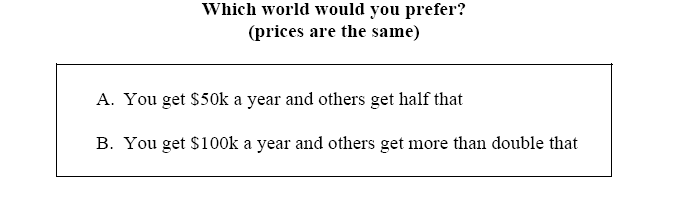 Which world would you prefer?
(prices are the same)
A. You get $50k a year and others get half that
B. You get $100k a year and others get more than double that